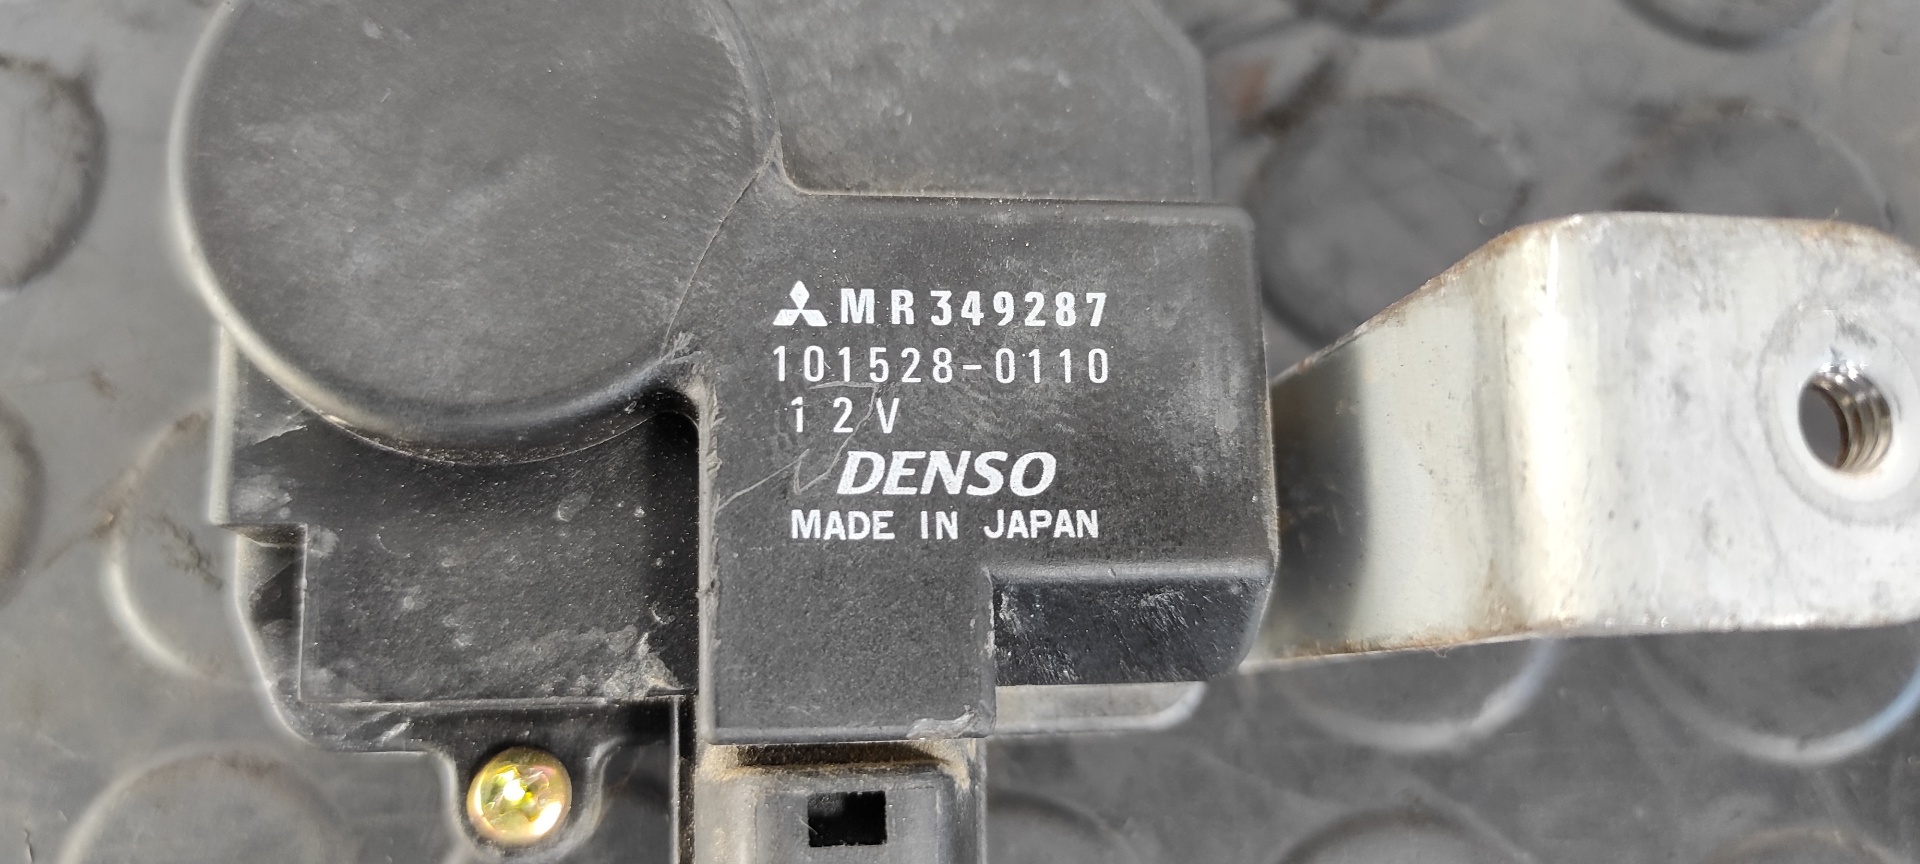 MR349287
101528-0110
12V
DENSO
MADE IN JAPAN